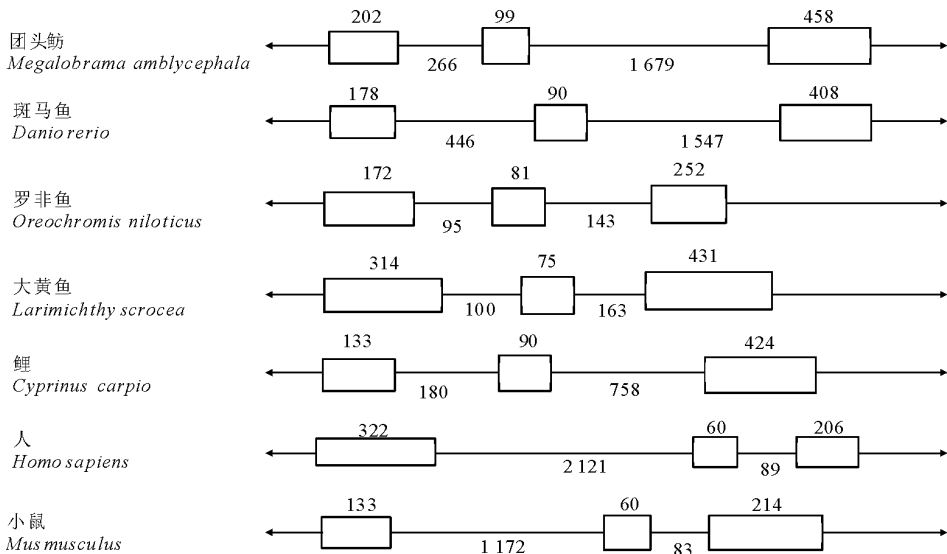 202 99 458
团头鲂
Megalobrama amblycephala
266 1 679
178 90 408
斑马鱼
Danio rerio
446 1 547
172 81 252
罗非鱼
Oreochromis niloticus
95 143
314 75 431
大黄鱼
Larimichthy scrocea
100 163
133 90 424
鲤
Cyprinus carpio
180 758
322 60 206
人
Homo sapiens
2 121 89
133 60 214
小鼠
Mus musculus
1 172 83